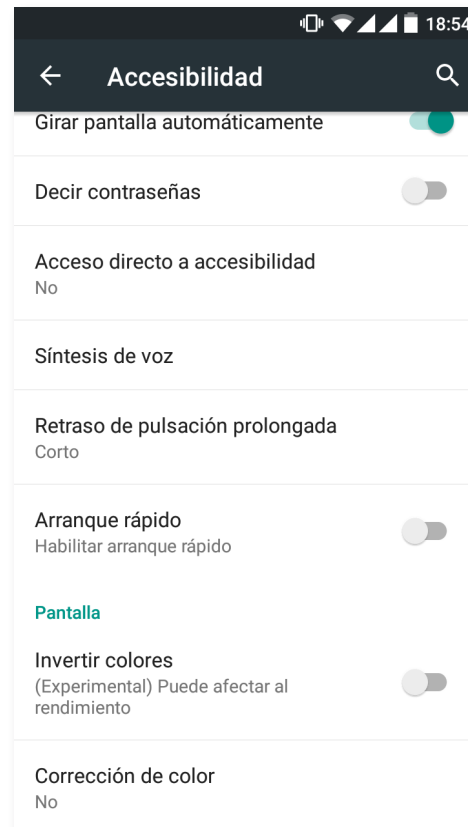 18:54
Accesibilidad
Girar pantalla automáticamente
Decir contraseñas
Acceso directo a accesibilidad
No
Síntesis de voz
Retraso de pulsación prolongada
Corto
Arranque rápido
Habilitar arranque rápido
Pantalla
Invertir colores
(Experimental) Puede afectar al
rendimiento
Corrección de color
No